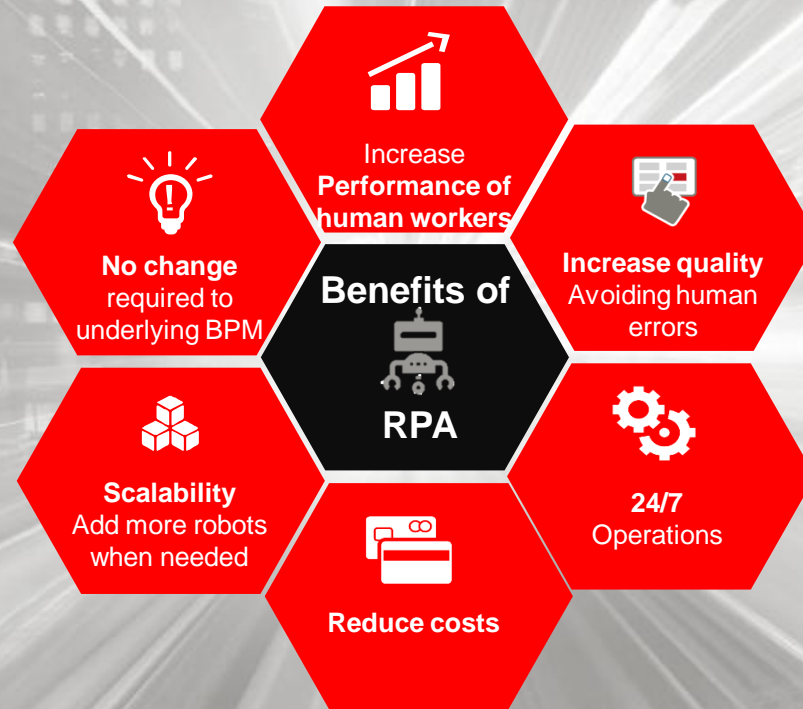 Increase
Performance of
human workers
No change
required to
underlying BPM
Increase quality
Avoiding human
errors
Benefits of
RPA
Scalability
Add more robots
when needed
24/7
Operations
Reduce costs